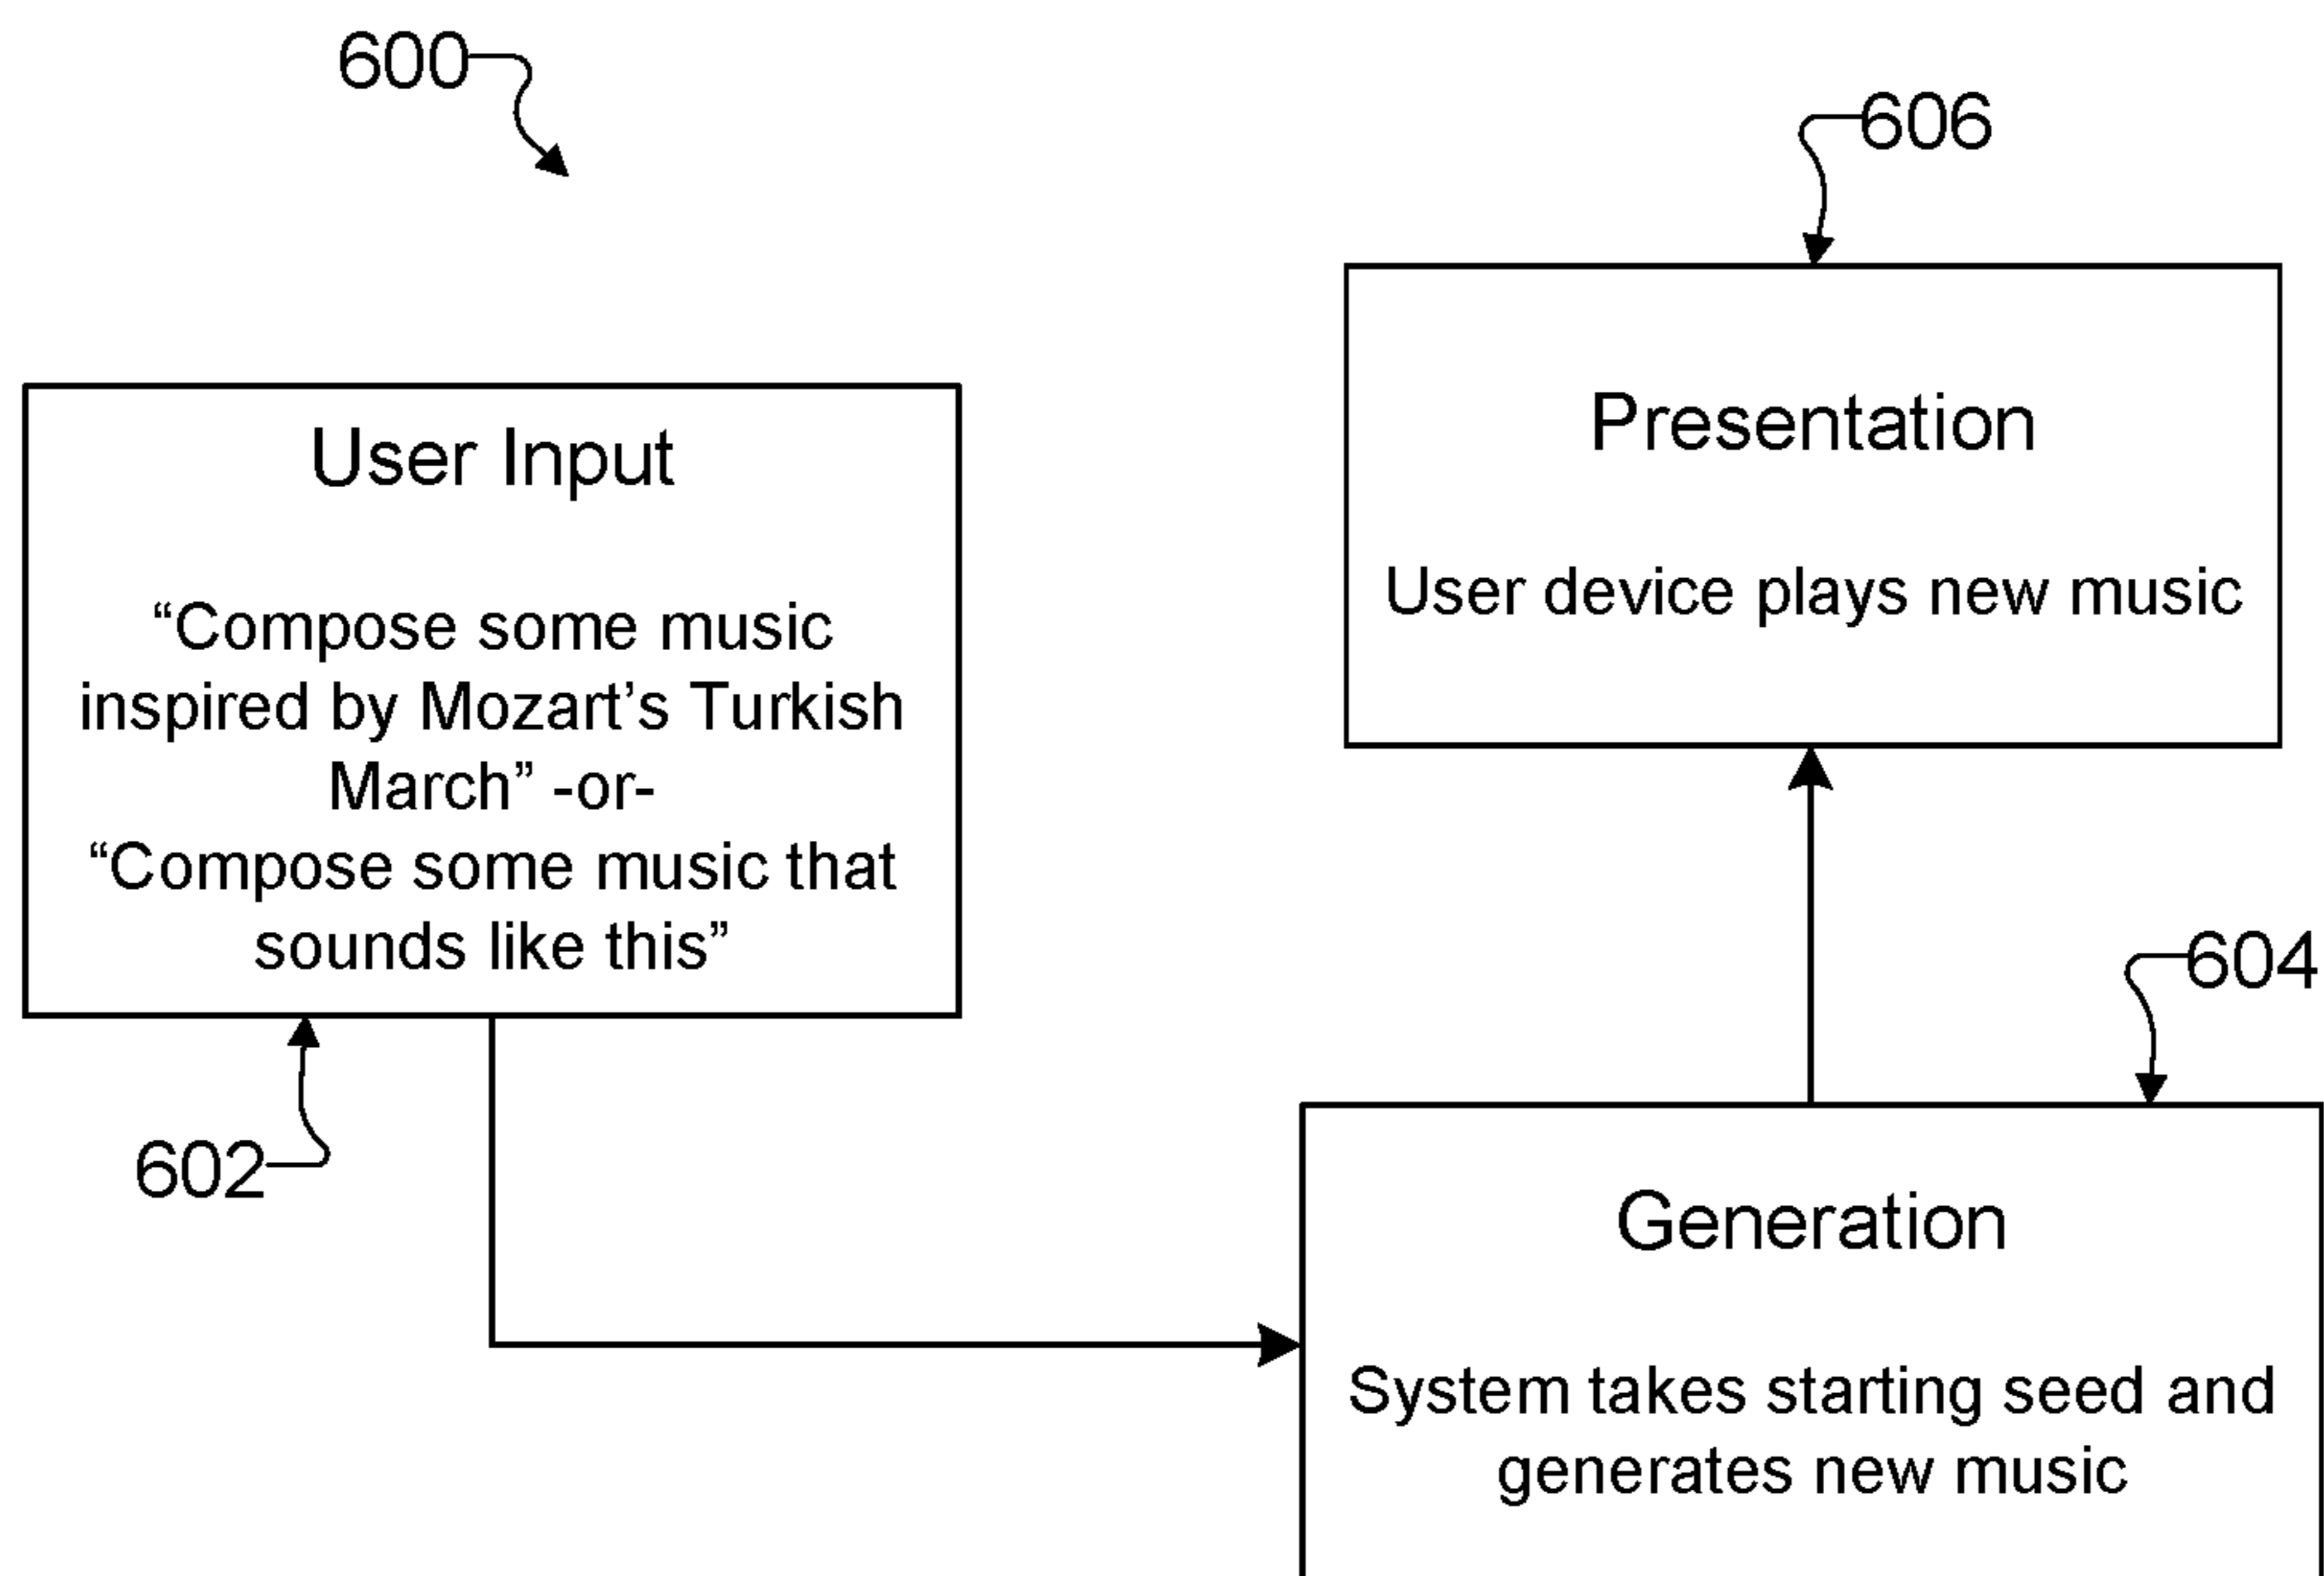 600
606
User Input
“Compose some music
inspired by Mozart’s Turkish
March” -or-
“Compose some music that
sounds like this”
602
Presentation
User device plays new music
604
Generation
System takes starting seed and
generates new music